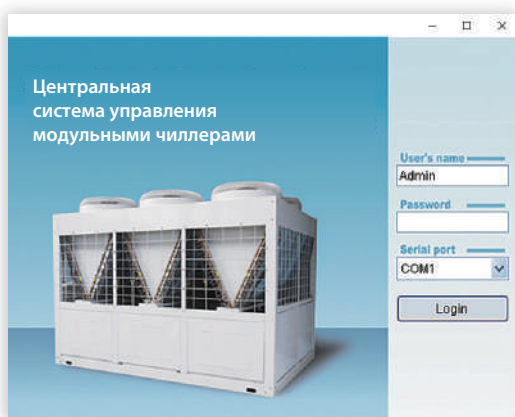 Центральная
система управления
модульными чиллерами
User's name
Admin
Password
Serial port
COM1
Login